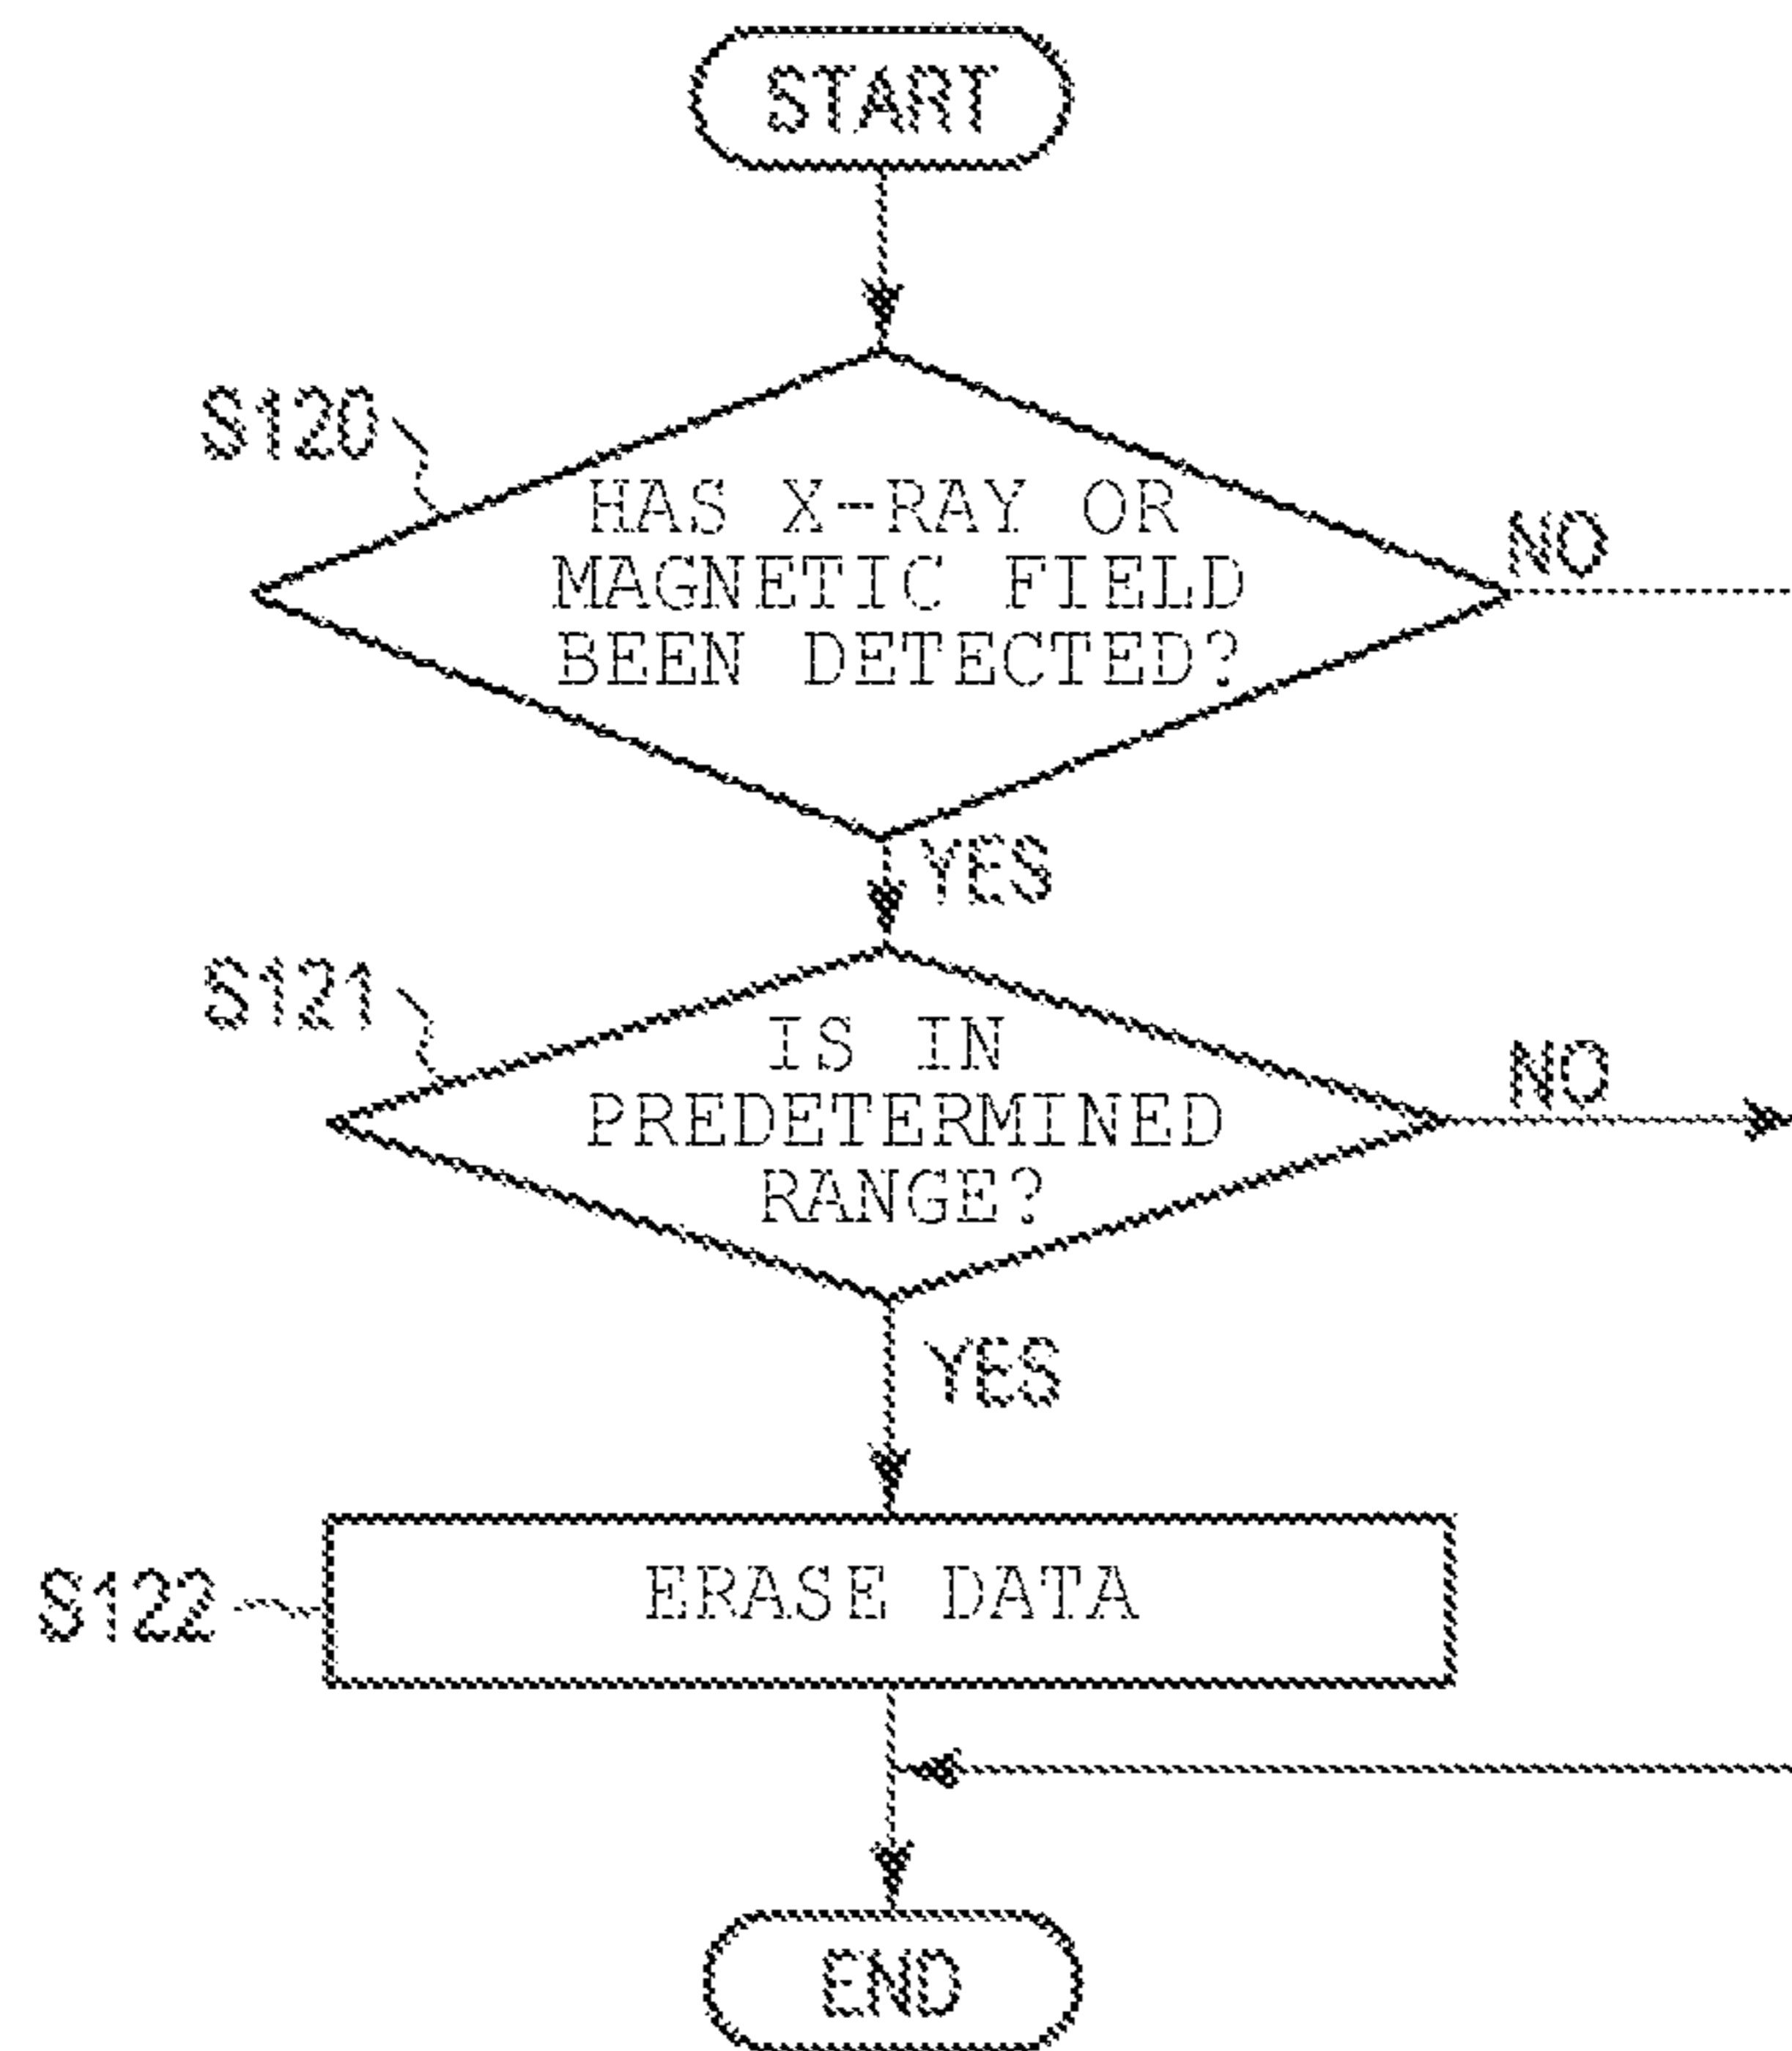 START
S120
HAS X-RAY OR
MAGNETIC FIELD
BEEN DETECTED?
NO
YES
S121
IS IN
PREDETERMINED
RANGE?
NO
YES
S122
ERASE DATA
END